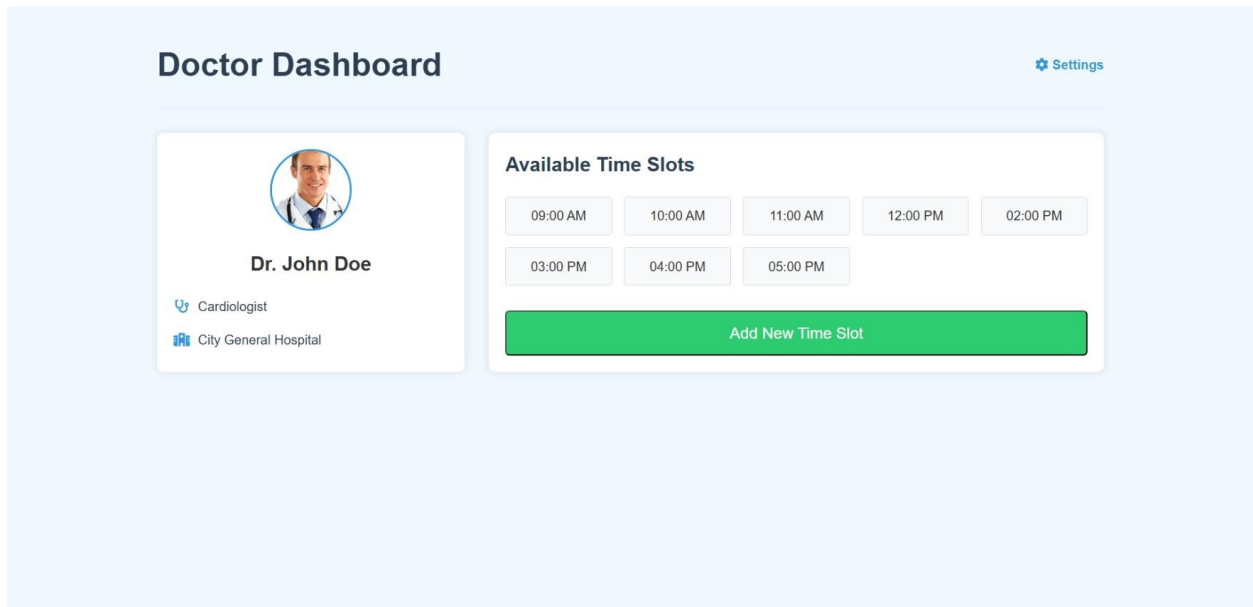 Doctor Dashboard
Settings
Dr. John Doe
Cardiologist
City General Hospital
Available Time Slots
09:00 AM
10:00 AM
11:00 AM
12:00 PM
02:00 PM
03:00 PM
04:00 PM
05:00 PM
Add New Time Slot